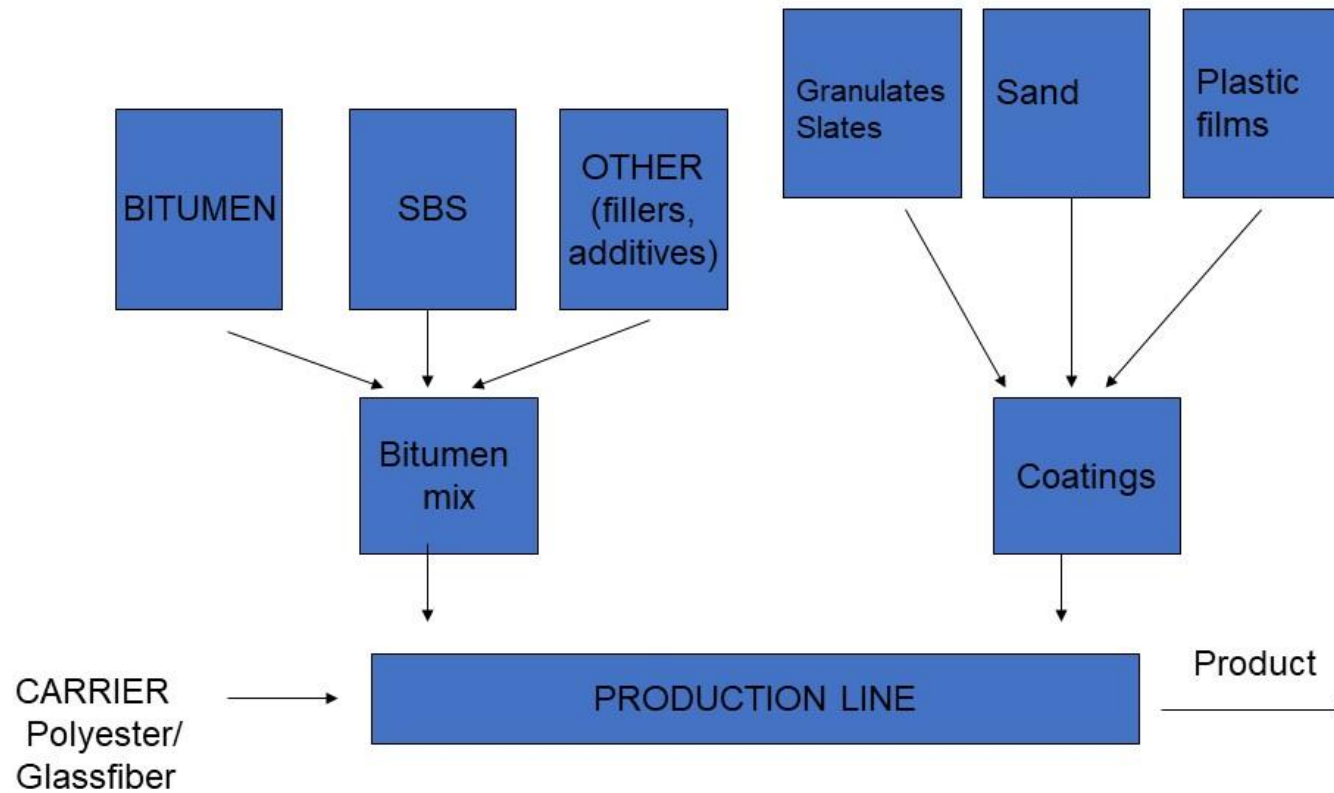 Granulates
Slates
Sand
Plastic
films
BITUMEN
SBS
OTHER
(fillers,
additives)
Bitumen
mix
Coatings
CARRIER
Polyester/
Glassfiber
PRODUCTION LINE
Product